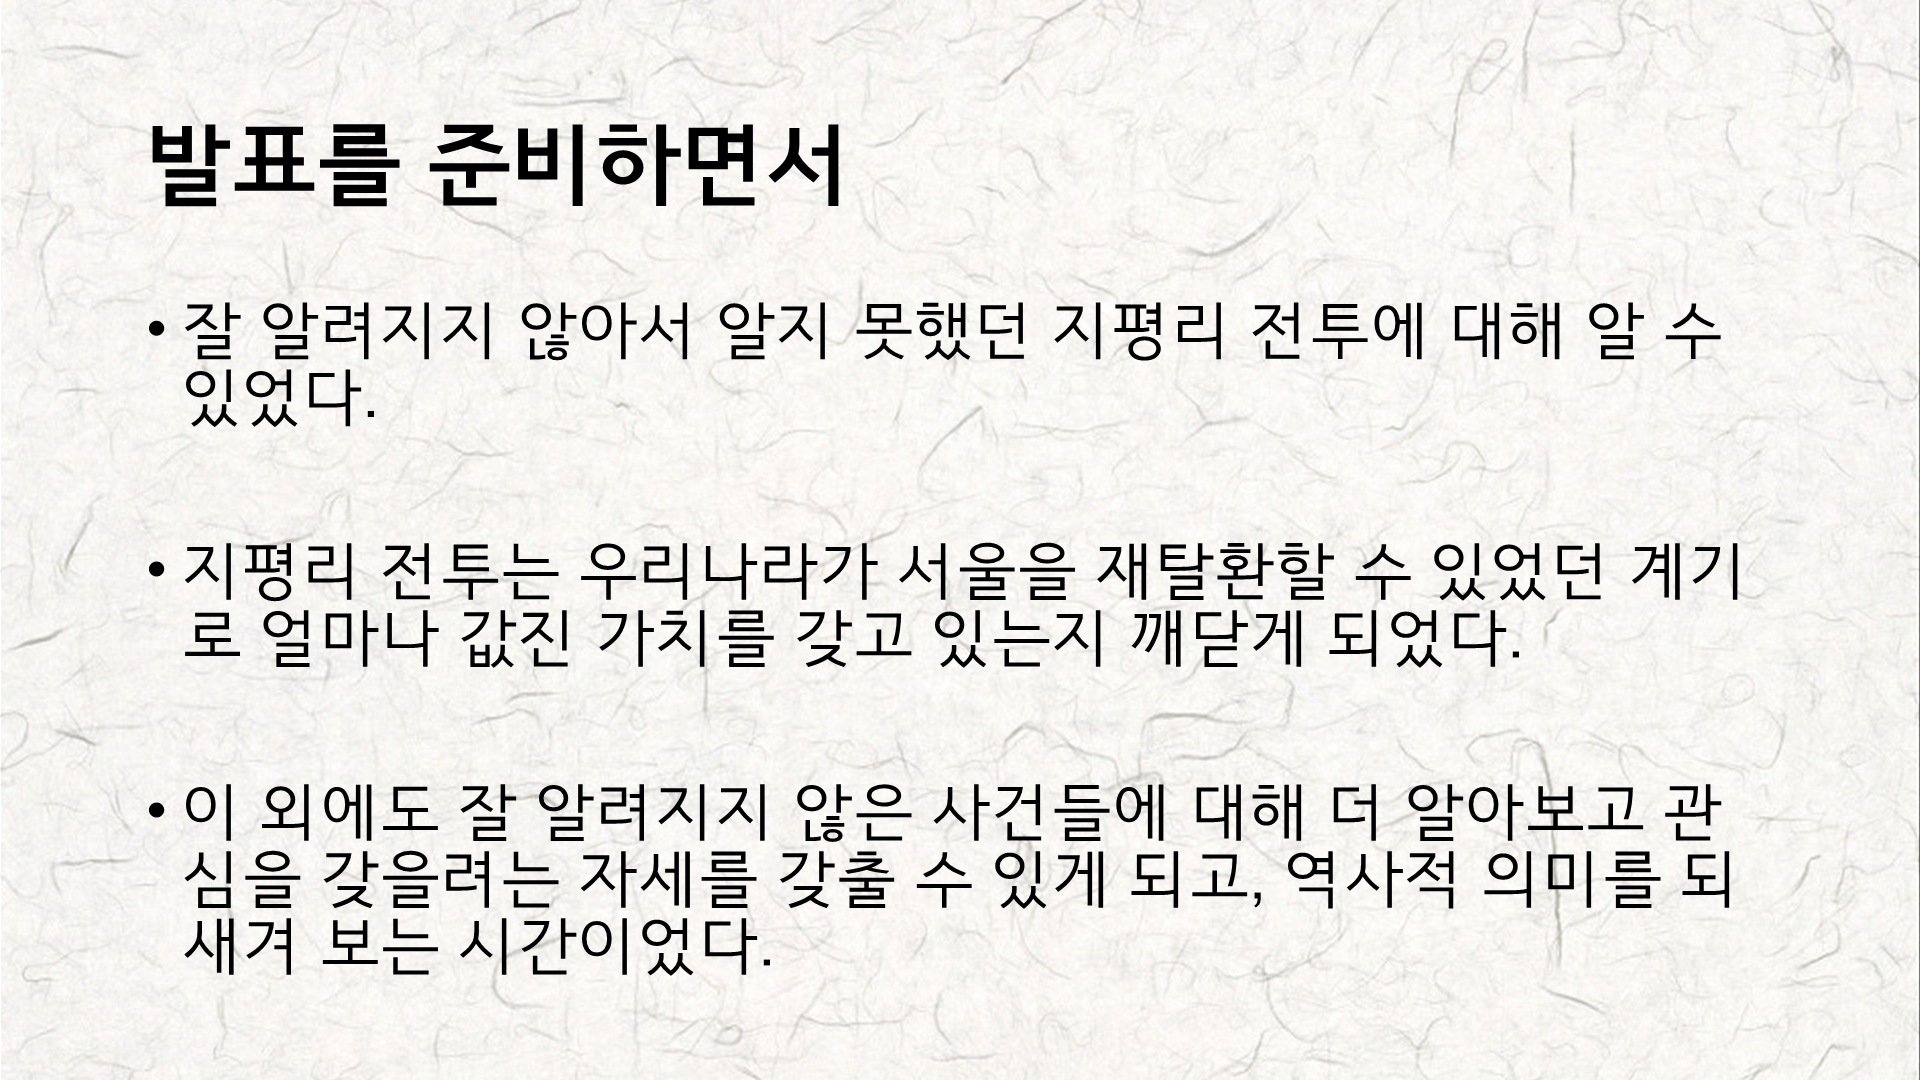 발표를 준비하면서
• 잘 알려지지 않아서 알지 못했던 지평리 전투에 대해 알 수
있었다.
• 지평리 전투는 우리나라가 서울을 재탈환할 수 있었던 계기
로 얼마나 값진 가치를 갖고 있는지 깨닫게 되었다.
• 이 외에도 잘 알려지지 않은 사건들에 대해 더 알아보고 관
심을 갖을려는 자세를 갖출 수 있게 되고, 역사적 의미를 되
새겨 보는 시간이었다.